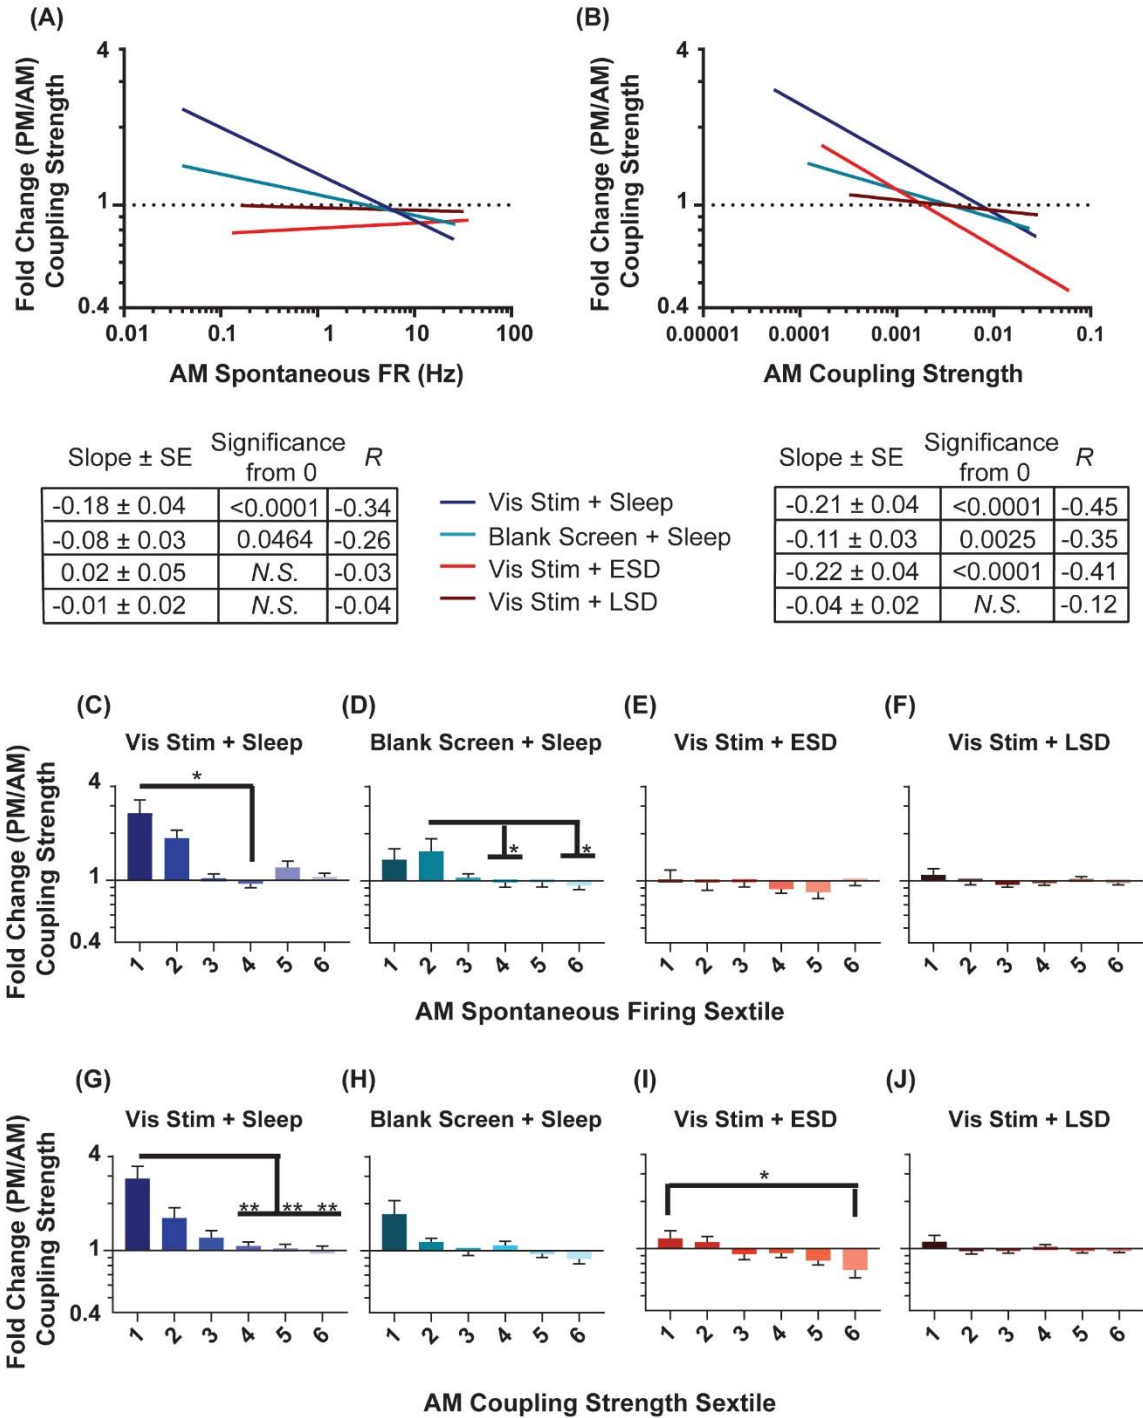 (A)
Fold Change (PM/AM)
Coupling Strength
4
1
0.4
0.01 0.1 1 10 100
AM Spontaneous FR (Hz)
(B)
Fold Change (PM/AM)
Coupling Strength
4
1
0.4
0.00001 0.0001 0.001 0.01 0.1
AM Coupling Strength
Slope ± SE Significance from 0 R
-0.18 ± 0.04 <0.0001 -0.34
-0.08 ± 0.03 0.0464 -0.26
0.02 ± 0.05 N.S. -0.03
-0.01 ± 0.02 N.S. -0.04
Vis Stim + Sleep
Blank Screen + Sleep
Vis Stim + ESD
Vis Stim + LSD
Slope ± SE Significance from 0 R
-0.21 ± 0.04 <0.0001 -0.45
-0.11 ± 0.03 0.0025 -0.35
-0.22 ± 0.04 <0.0001 -0.41
-0.04 ± 0.02 N.S. -0.12
(C)
Vis Stim + Sleep
Fold Change (PM/AM)
Coupling Strength
4
1
0.4
*
1 2 3 4 5 6
(D)
Blank Screen + Sleep
* *
1 2 3 4 5 6
(E)
Vis Stim + ESD
1 2 3 4 5 6
(F)
Vis Stim + LSD
1 2 3 4 5 6
AM Spontaneous Firing Sextile
(G)
Vis Stim + Sleep
Fold Change (PM/AM)
Coupling Strength
4
1
0.4
** ** **
1 2 3 4 5 6
(H)
Blank Screen + Sleep
1 2 3 4 5 6
(I)
Vis Stim + ESD
*
1 2 3 4 5 6
(J)
Vis Stim + LSD
1 2 3 4 5 6
AM Coupling Strength Sextile